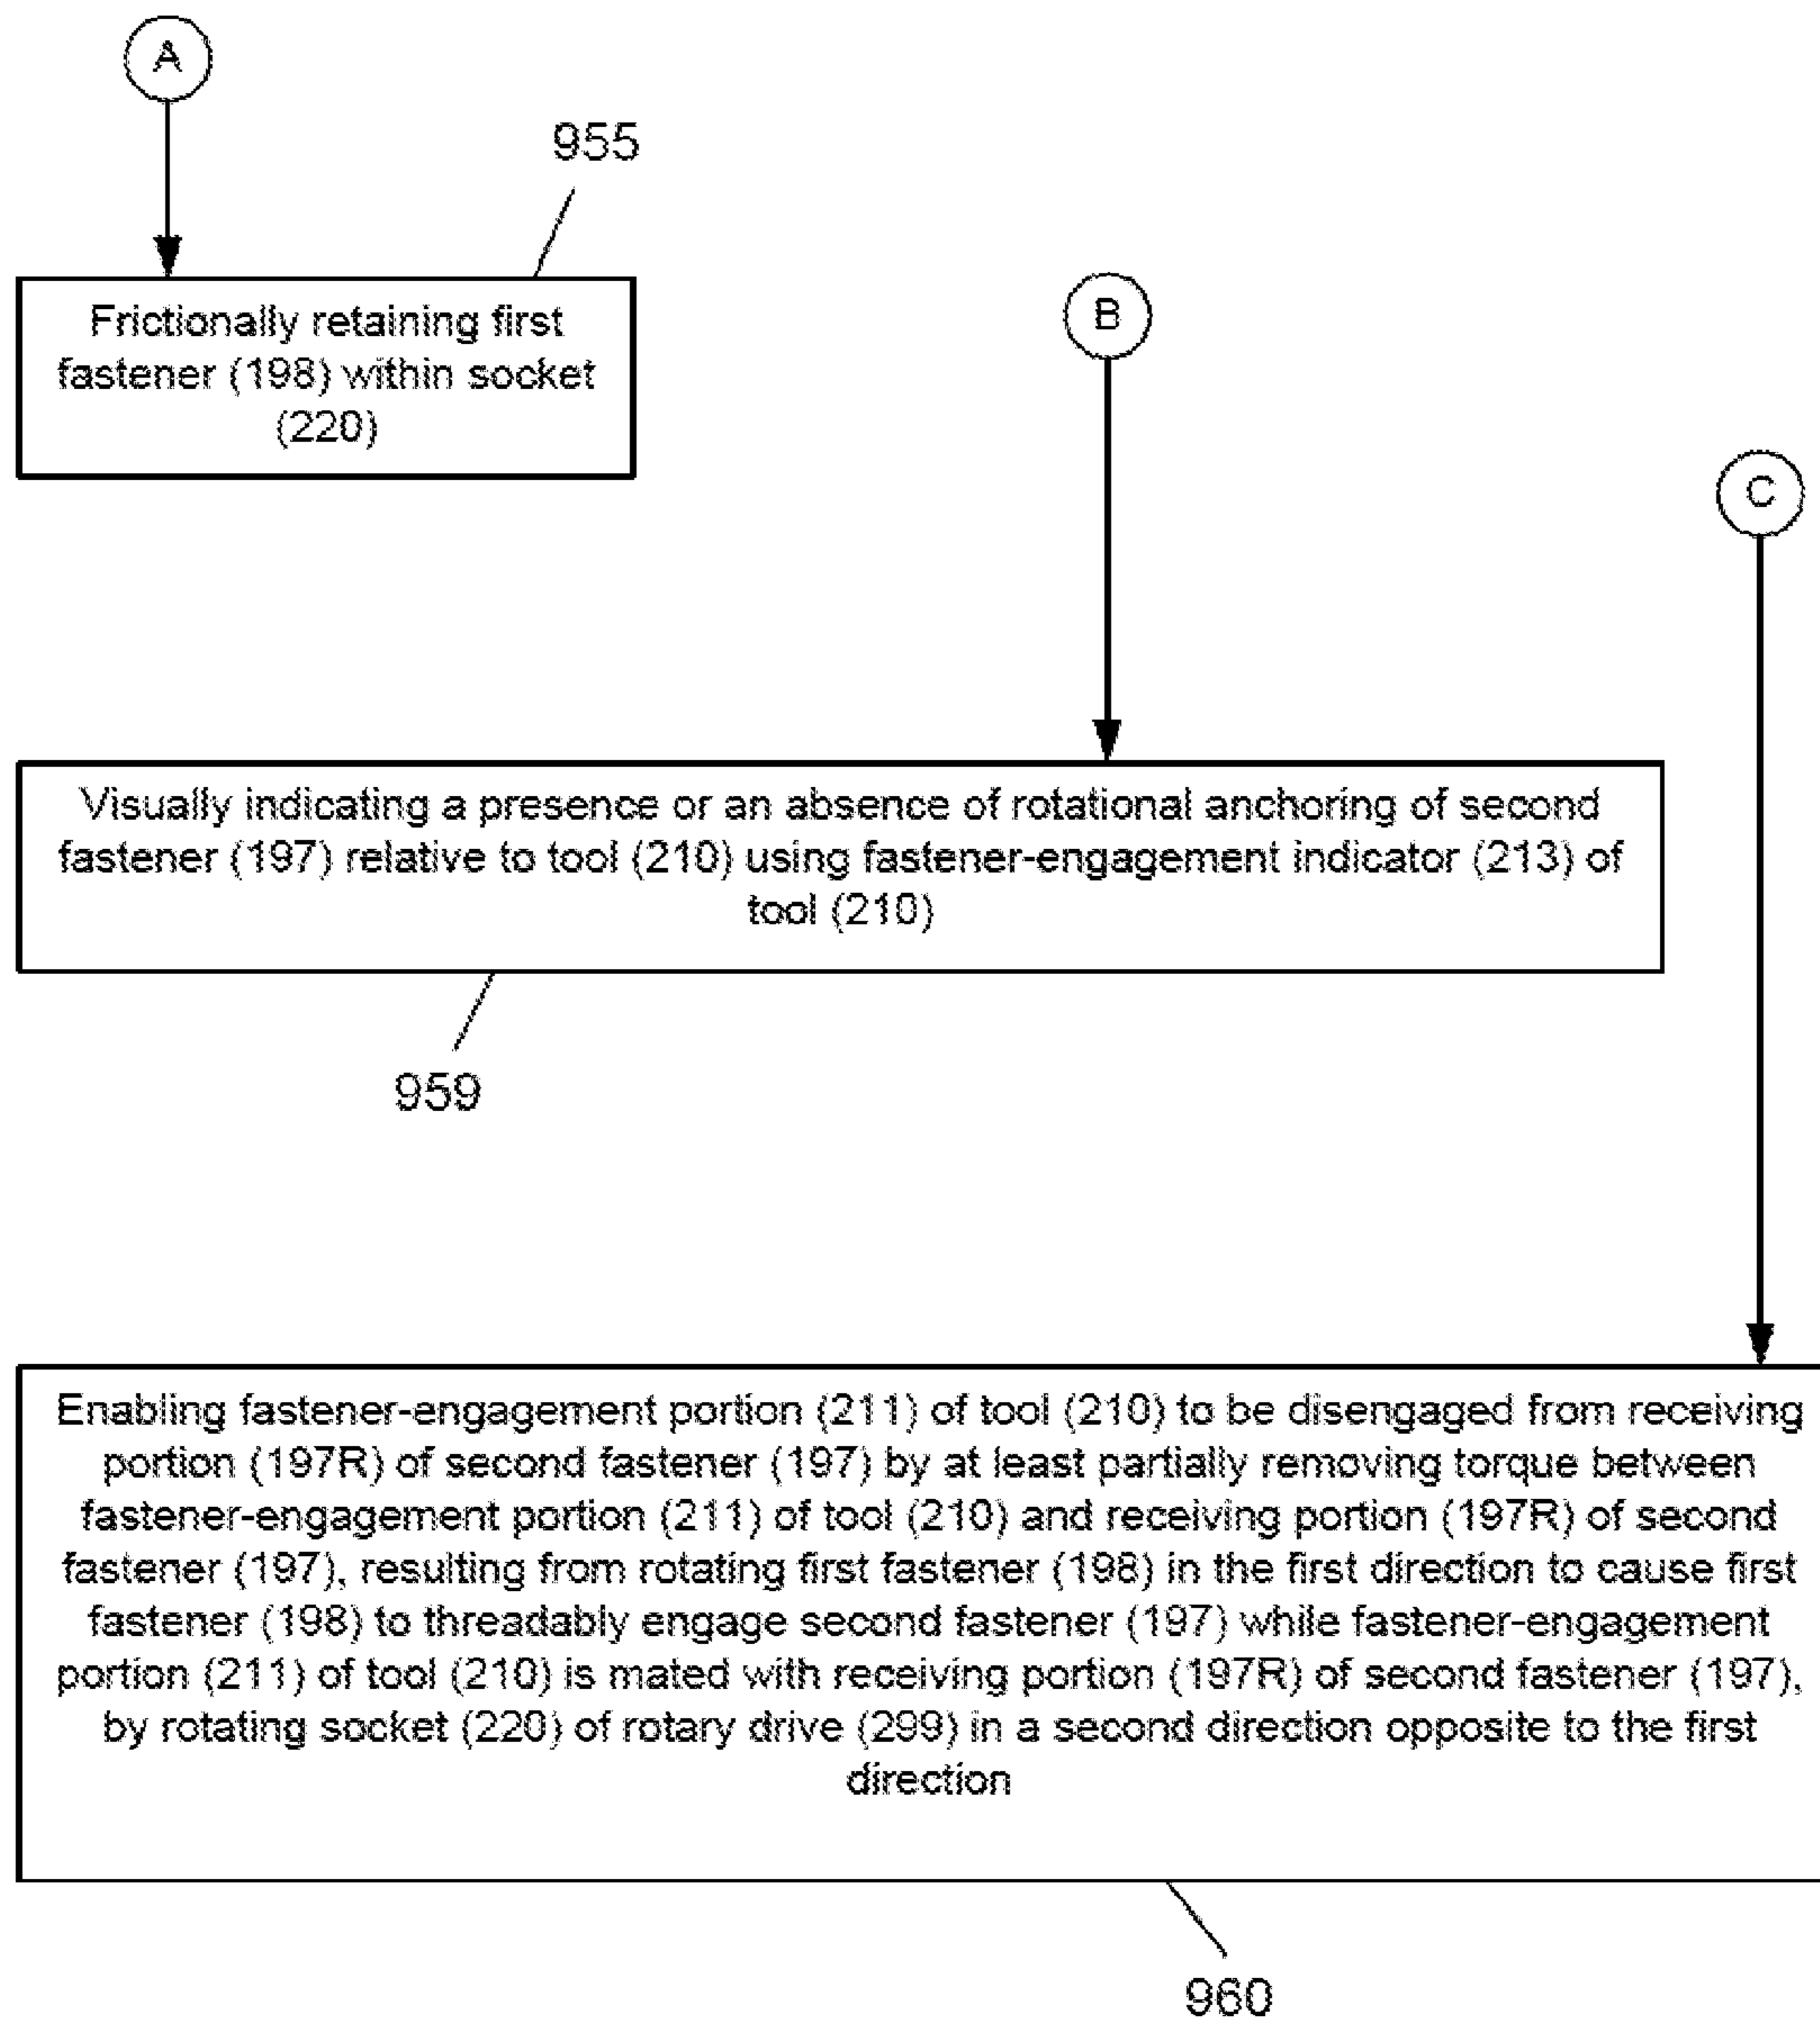 A
955
Frictionally retaining first
fastener (198) within socket
(220)
B
C
Visually indicating a presence or an absence of rotational anchoring of second
fastener (197) relative to tool (210) using fastener-engagement indicator (213) of
tool (210)
959
Enabling fastener-engagement portion (211) of tool (210) to be disengaged from receiving
portion (197R) of second fastener (197) by at least partially removing torque between
fastener-engagement portion (211) of tool (210) and receiving portion (197R) of second
fastener (197), resulting from rotating first fastener (198) in the first direction to cause first
fastener (198) to threadably engage second fastener (197) while fastener-engagement
portion (211) of tool (210) is mated with receiving portion (197R) of second fastener (197),
by rotating socket (220) of rotary drive (299) in a second direction opposite to the first
direction
960